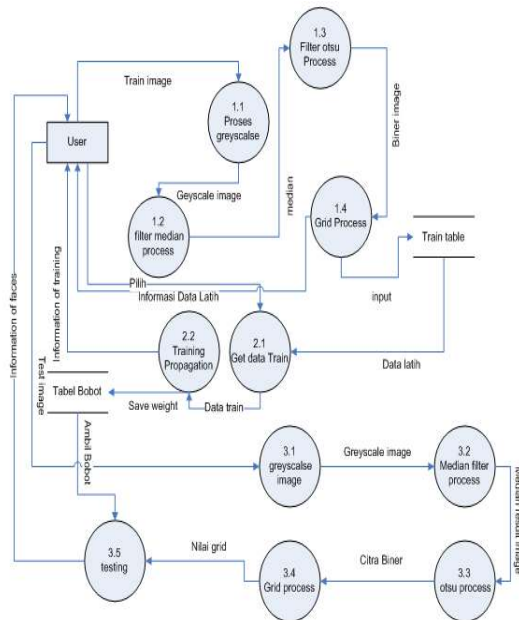 1.3
Filter otsu
Process
Train image
1.1
Proses
greyscalse
User
Biner image
Geyscale image
median
1.2
filter median
process
1.4
Grid Process
Train table
Pilih
Informasi Data Latih
input
Information of faces
Information of training
2.2
Training
Propagation
2.1
Get data Train
Data latih
Test image
Tabel Bobot
Save weight
Data train
Ambil Bobot
3.1
greyscalse
image
Greyscale image
3.2
Median filter
process
Median result image
3.5
testing
Nilai grid
3.4
Grid process
Citra Biner
3.3
otsu process